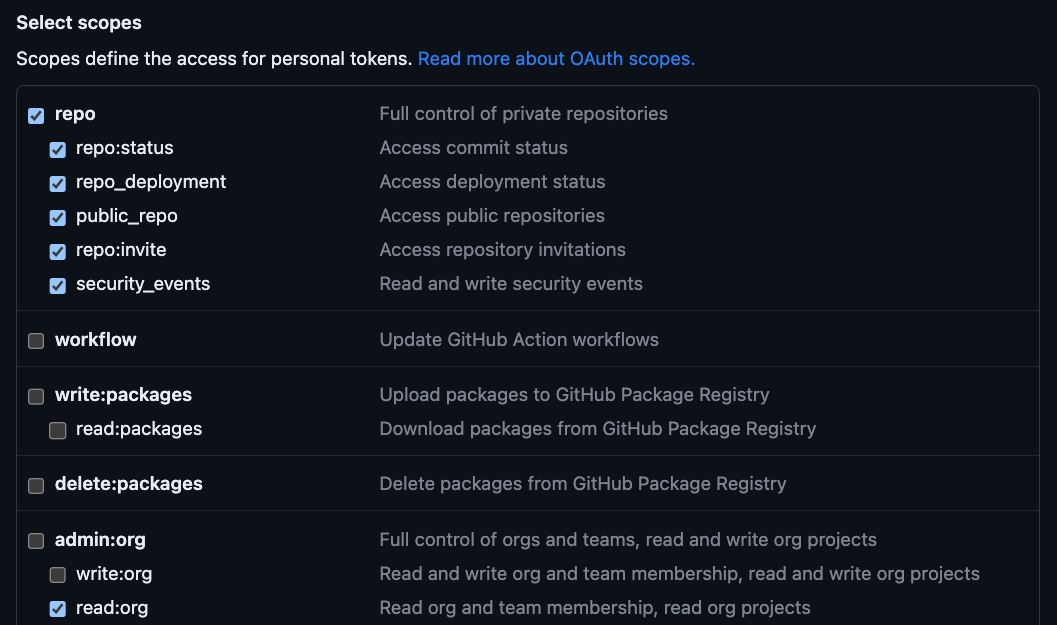 Select scopes
Scopes define the access for personal tokens. Read more about OAuth scopes.
repo Full control of private repositories
repo:status Access commit status
repo_deployment Access deployment status
public_repo Access public repositories
repo:invite Access repository invitations
security_events Read and write security events
workflow Update GitHub Action workflows
write:packages Upload packages to GitHub Package Registry
read:packages Download packages from GitHub Package Registry
delete:packages Delete packages from GitHub Package Registry
admin:org Full control of orgs and teams, read and write org projects
write:org Read and write org and team membership, read and write org projects
read:org Read org and team membership, read org projects